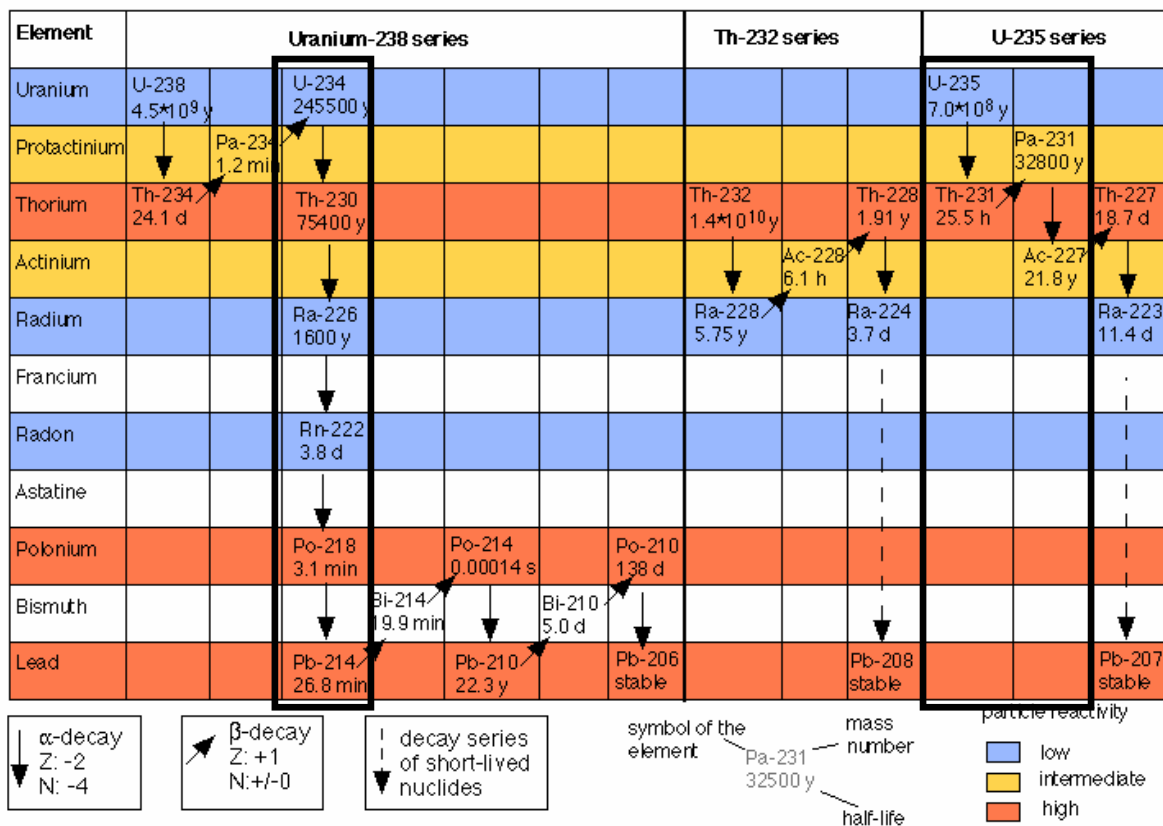 Element Uranium-238 series Th-232 series U-235 series
Uranium U-238 U-234 U-235
4.5*10⁹ y 245500 y 7.0*10⁸ y
Protactinium Pa-234 Pa-231
1.2 min 32800 y
Thorium Th-234 Th-230 Th-232 Th-228 Th-231 Th-227
24.1 d 75400 y 1.4*10¹⁰ y 1.91 y 25.5 h 18.7 d
Actinium Ac-228 Ac-227
6.1 h 21.8 y
Radium Ra-226 Ra-228 Ra-224 Ra-223
1600 y 5.75 y 3.7 d 11.4 d
Francium
Radon Rn-222
3.8 d
Astatine
Polonium Po-218 Po-214 Po-210
3.1 min 0.00014 s 138 d
Bismuth Bi-214 Bi-210
19.9 min 5.0 d
Lead Pb-214 Pb-210 Pb-206 Pb-208 Pb-207
26.8 min 22.3 y stable stable stable
α-decay
Z: -2
N: -4
β-decay
Z: +1
N:+/-0
decay series
of short-lived
nuclides
symbol of the
element
mass
number
Pa-231
32500 y
half-life
particle reactivity
low
intermediate
high